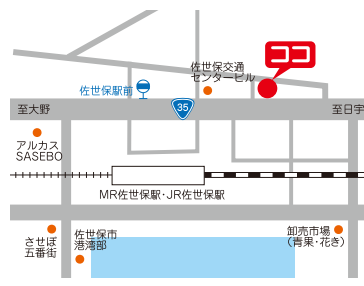 ココ
佐世保交通
センタービル
佐世保駅前
35
至大野
至日宇
アルカス
SASEBO
MR佐世保駅・JR佐世保駅
させぼ
五番街
佐世保市
港湾部
卸売市場
(青果・花き)